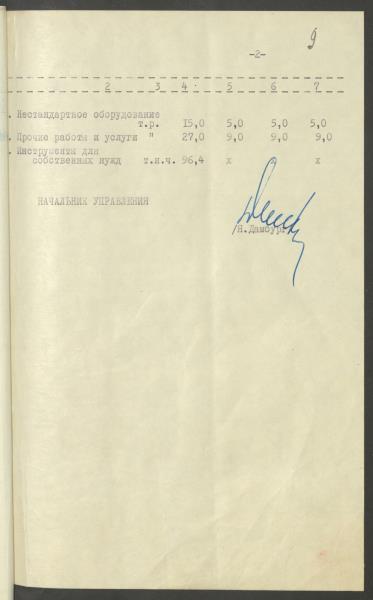 9
-2-
2 3 4 5 6 7
. Нестандартное оборудование
т.р. 15,0 5,0 5,0 5,0
. Прочие работы и услуги " 27,0 9,0 9,0 9,0
. Инструменты для
собственных нужд т.н.ч. 96,4 х х
НАЧАЛЬНИК УПРАВЛЕНИЯ